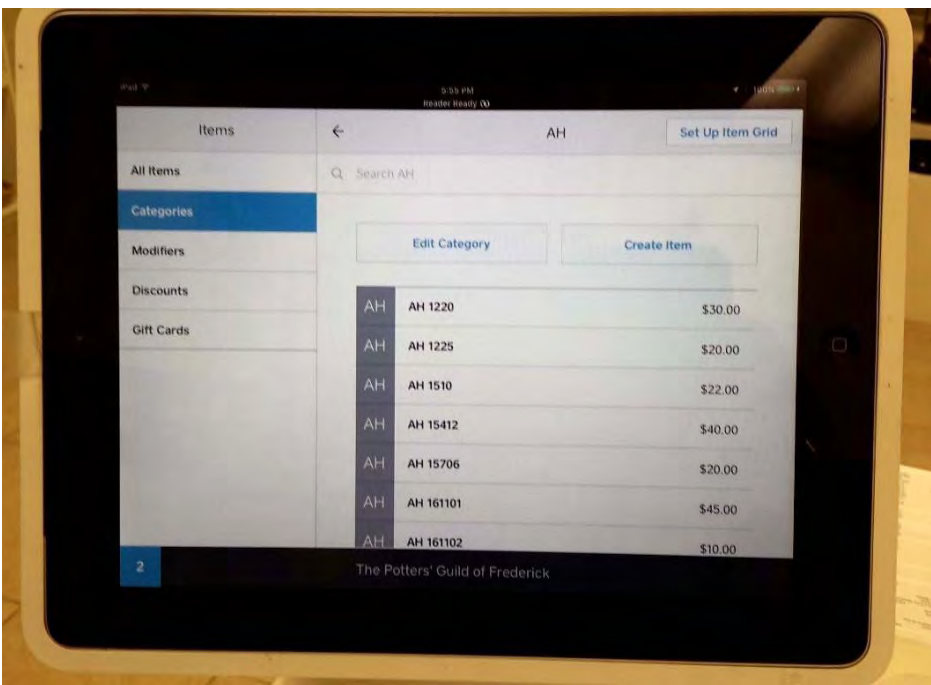 iPad
5:55 PM
100%
Reader Ready
Items
AH
Set Up Item Grid
All Items
Categories
Modifiers
Discounts
Gift Cards
Search AH
Edit Category
Create Item
AH AH 1220 $30.00
AH AH 1225 $20.00
AH AH 1510 $22.00
AH AH 15412 $40.00
AH AH 15706 $20.00
AH AH 161101 $45.00
AH AH 161102 $10.00
2
The Potters' Guild of Frederick